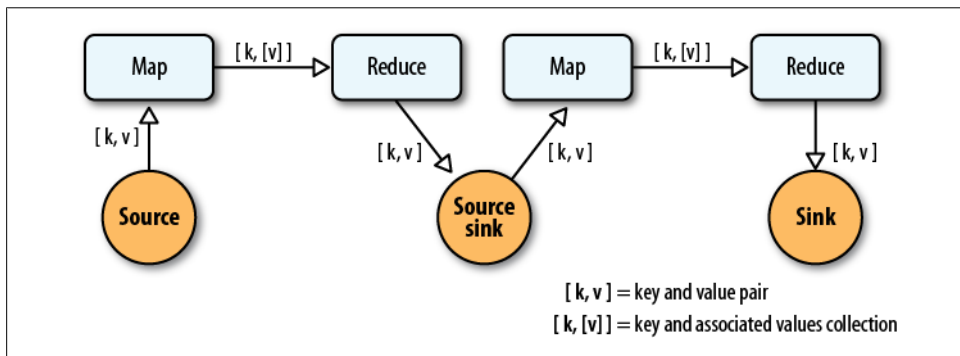 Map
[ k, [v] ]
Reduce
Map
[ k, [v] ]
Reduce
[ k, v ]
[ k, v ]
[ k, v ]
[ k, v ]
Source
Source
sink
Sink
[ k, v ] = key and value pair
[ k, [v] ] = key and associated values collection